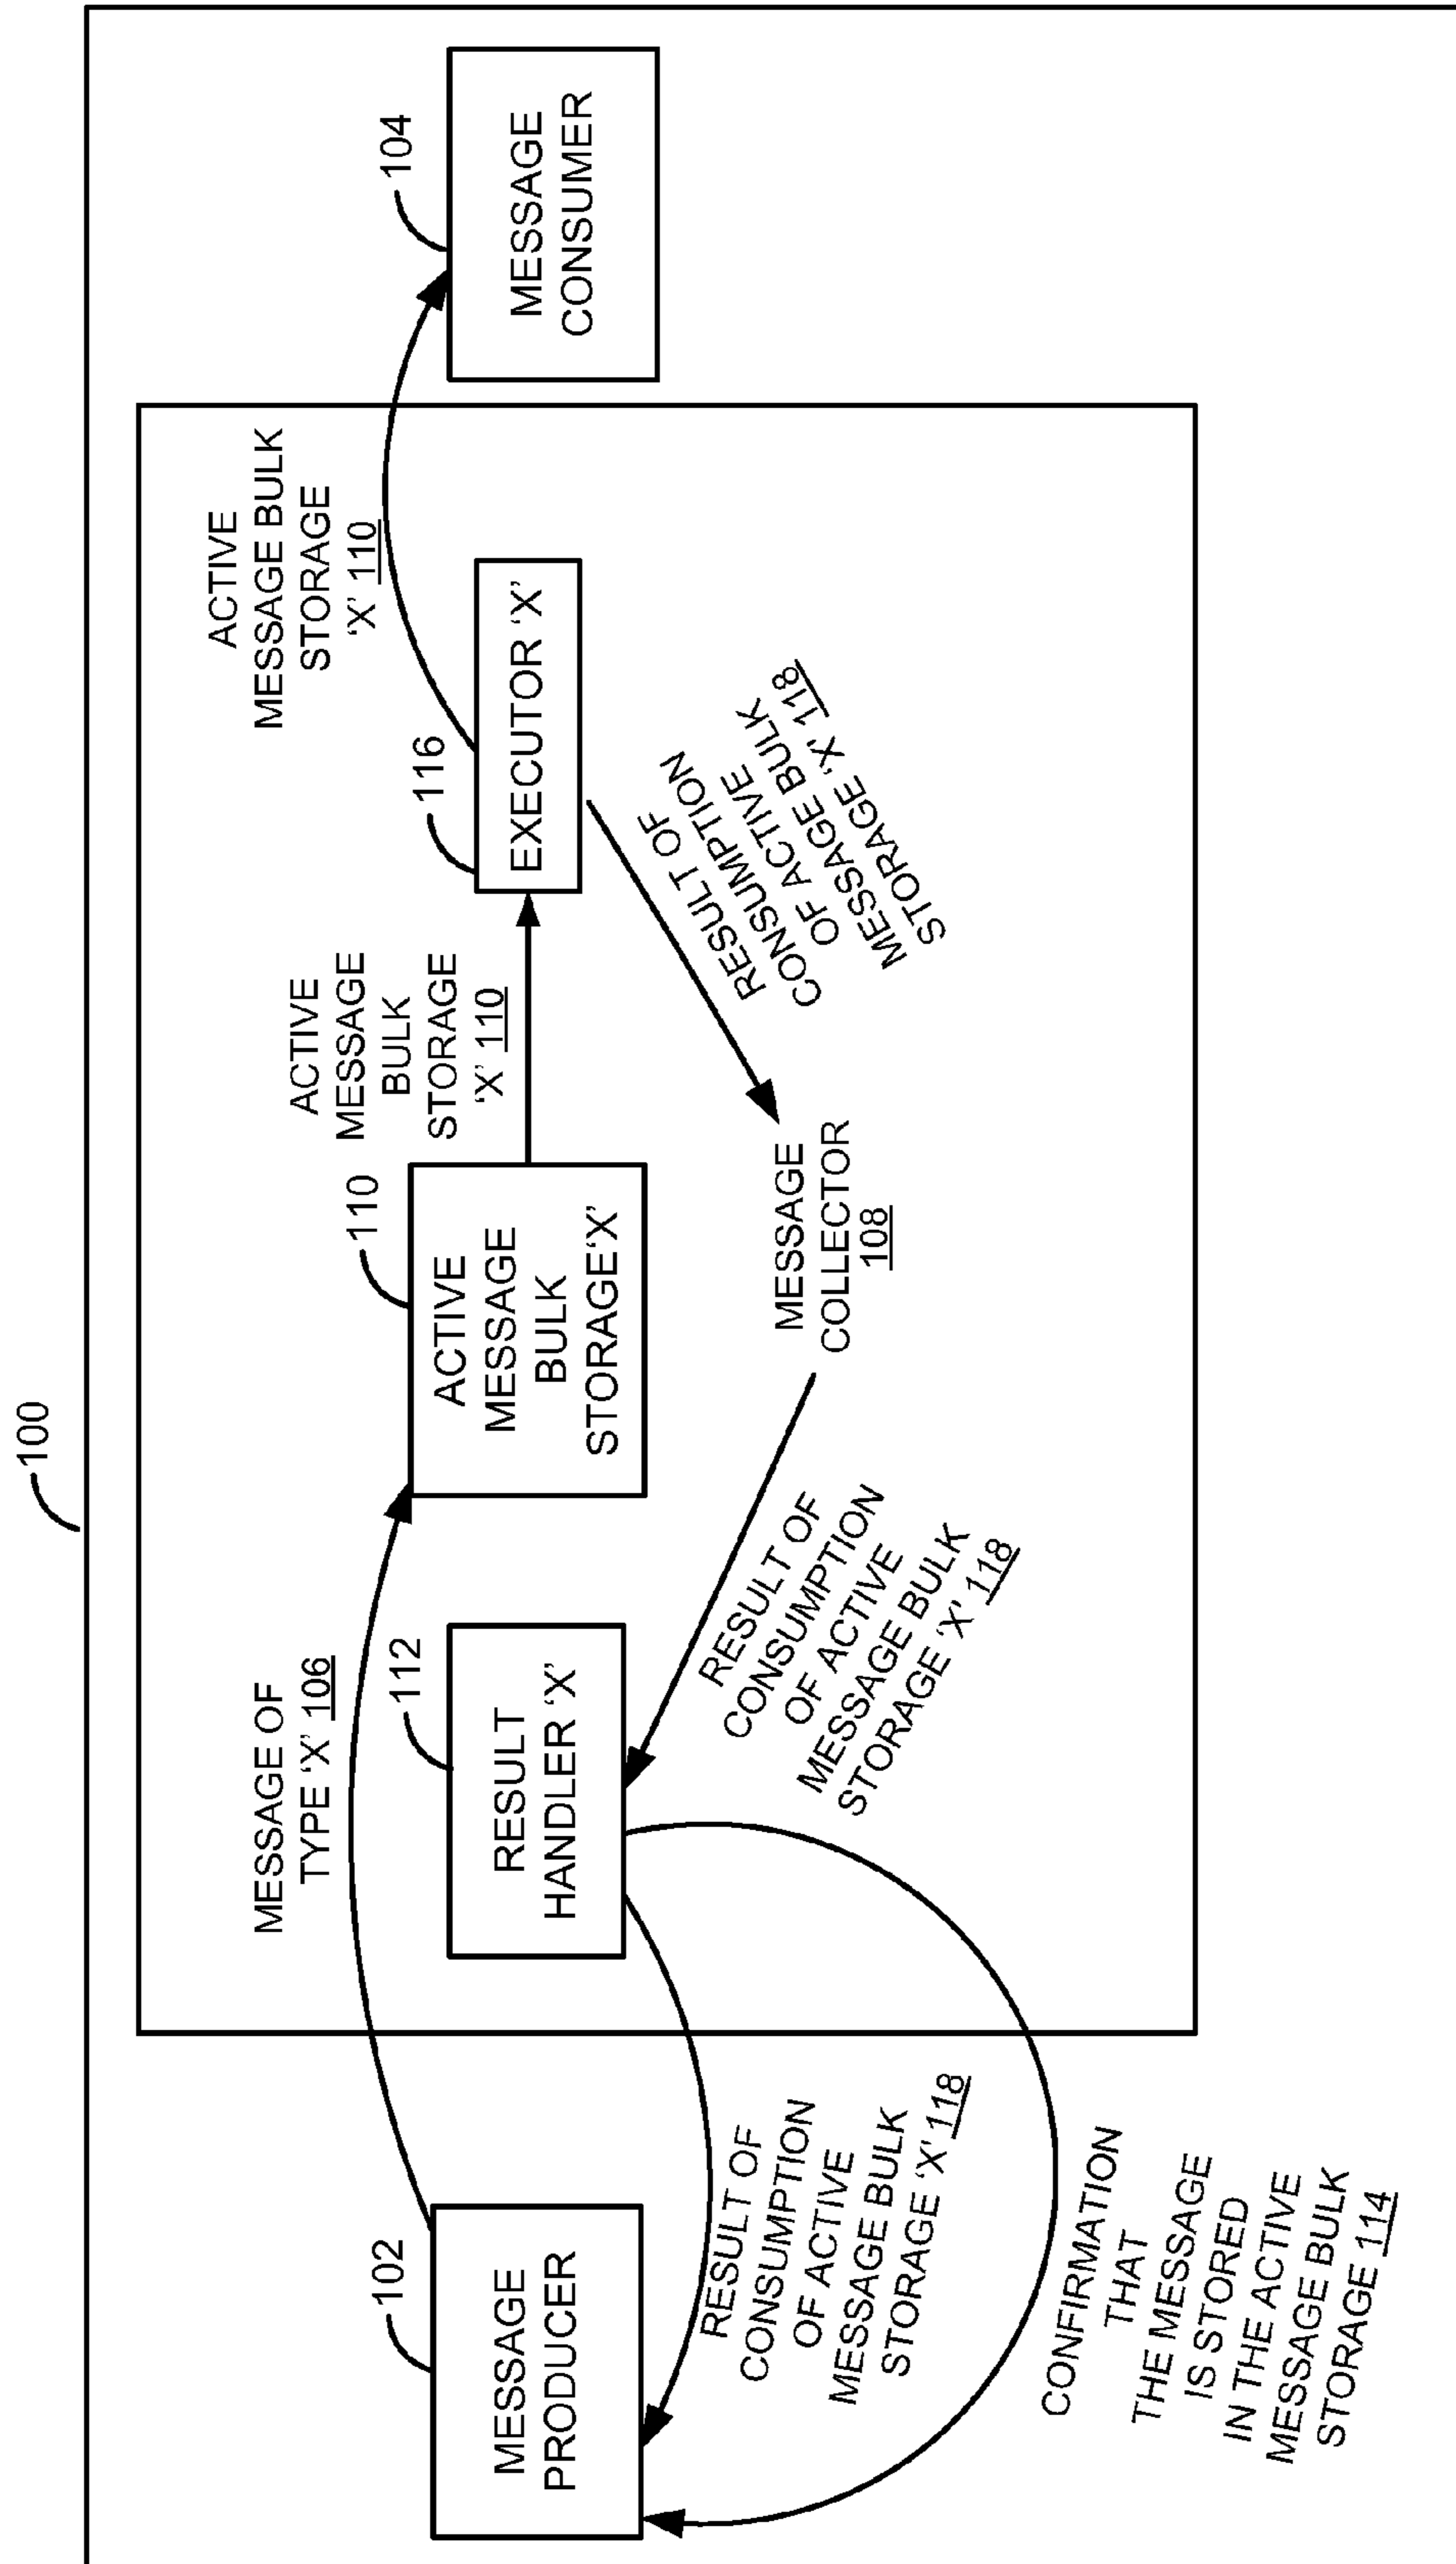 100
MESSAGE OF
TYPE ‘X’ 106
102
MESSAGE
PRODUCER
112
RESULT
HANDLER ‘X’
110
ACTIVE
MESSAGE
BULK
STORAGE‘X’
ACTIVE
MESSAGE
BULK
STORAGE
‘X’ 110
116
EXECUTOR ‘X’
ACTIVE
MESSAGE BULK
STORAGE
‘X’ 110
104
MESSAGE
CONSUMER
RESULT OF
CONSUMPTION
OF ACTIVE
MESSAGE BULK
STORAGE ‘X’ 118
MESSAGE
COLLECTOR
108
RESULT OF
CONSUMPTION
OF ACTIVE
MESSAGE BULK
STORAGE ‘X’ 118
RESULT OF
CONSUMPTION
OF ACTIVE
MESSAGE BULK
STORAGE ‘X’ 118
CONFIRMATION
THAT
THE MESSAGE
IS STORED
IN THE ACTIVE
MESSAGE BULK
STORAGE 114